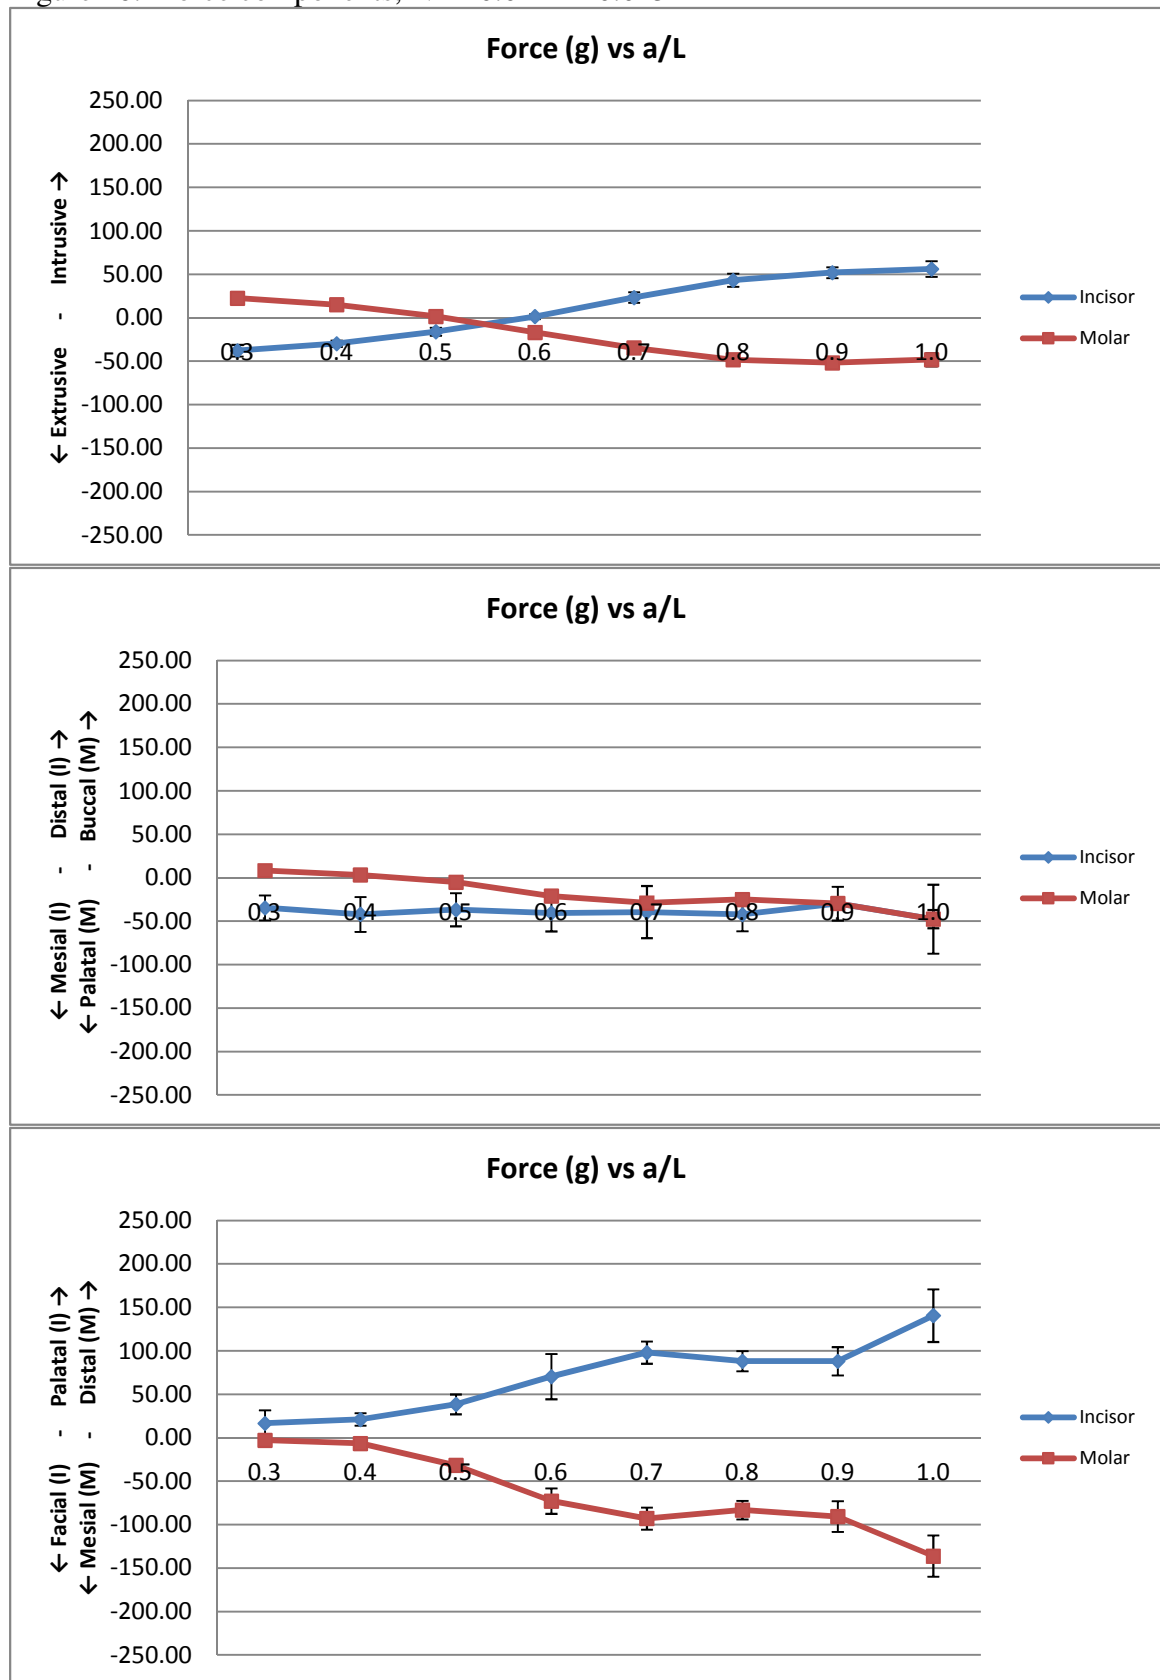 Force (g) vs a/L
250.00
200.00
150.00
100.00
50.00
0.00
-50.00
-100.00
-150.00
-200.00
-250.00
← Extrusive - Intrusive →
0.3 0.4 0.5 0.6 0.7 0.8 0.9 1.0
Incisor
Molar
Force (g) vs a/L
250.00
200.00
150.00
100.00
50.00
0.00
-50.00
-100.00
-150.00
-200.00
-250.00
← Mesial (I) - Distal (I) →
← Palatal (M) - Buccal (M) →
0.3 0.4 0.5 0.6 0.7 0.8 0.9 1.0
Incisor
Molar
Force (g) vs a/L
250.00
200.00
150.00
100.00
50.00
0.00
-50.00
-100.00
-150.00
-200.00
-250.00
← Facial (I) - Palatal (I) →
← Mesial (M) - Distal (M) →
0.3 0.4 0.5 0.6 0.7 0.8 0.9 1.0
Incisor
Molar